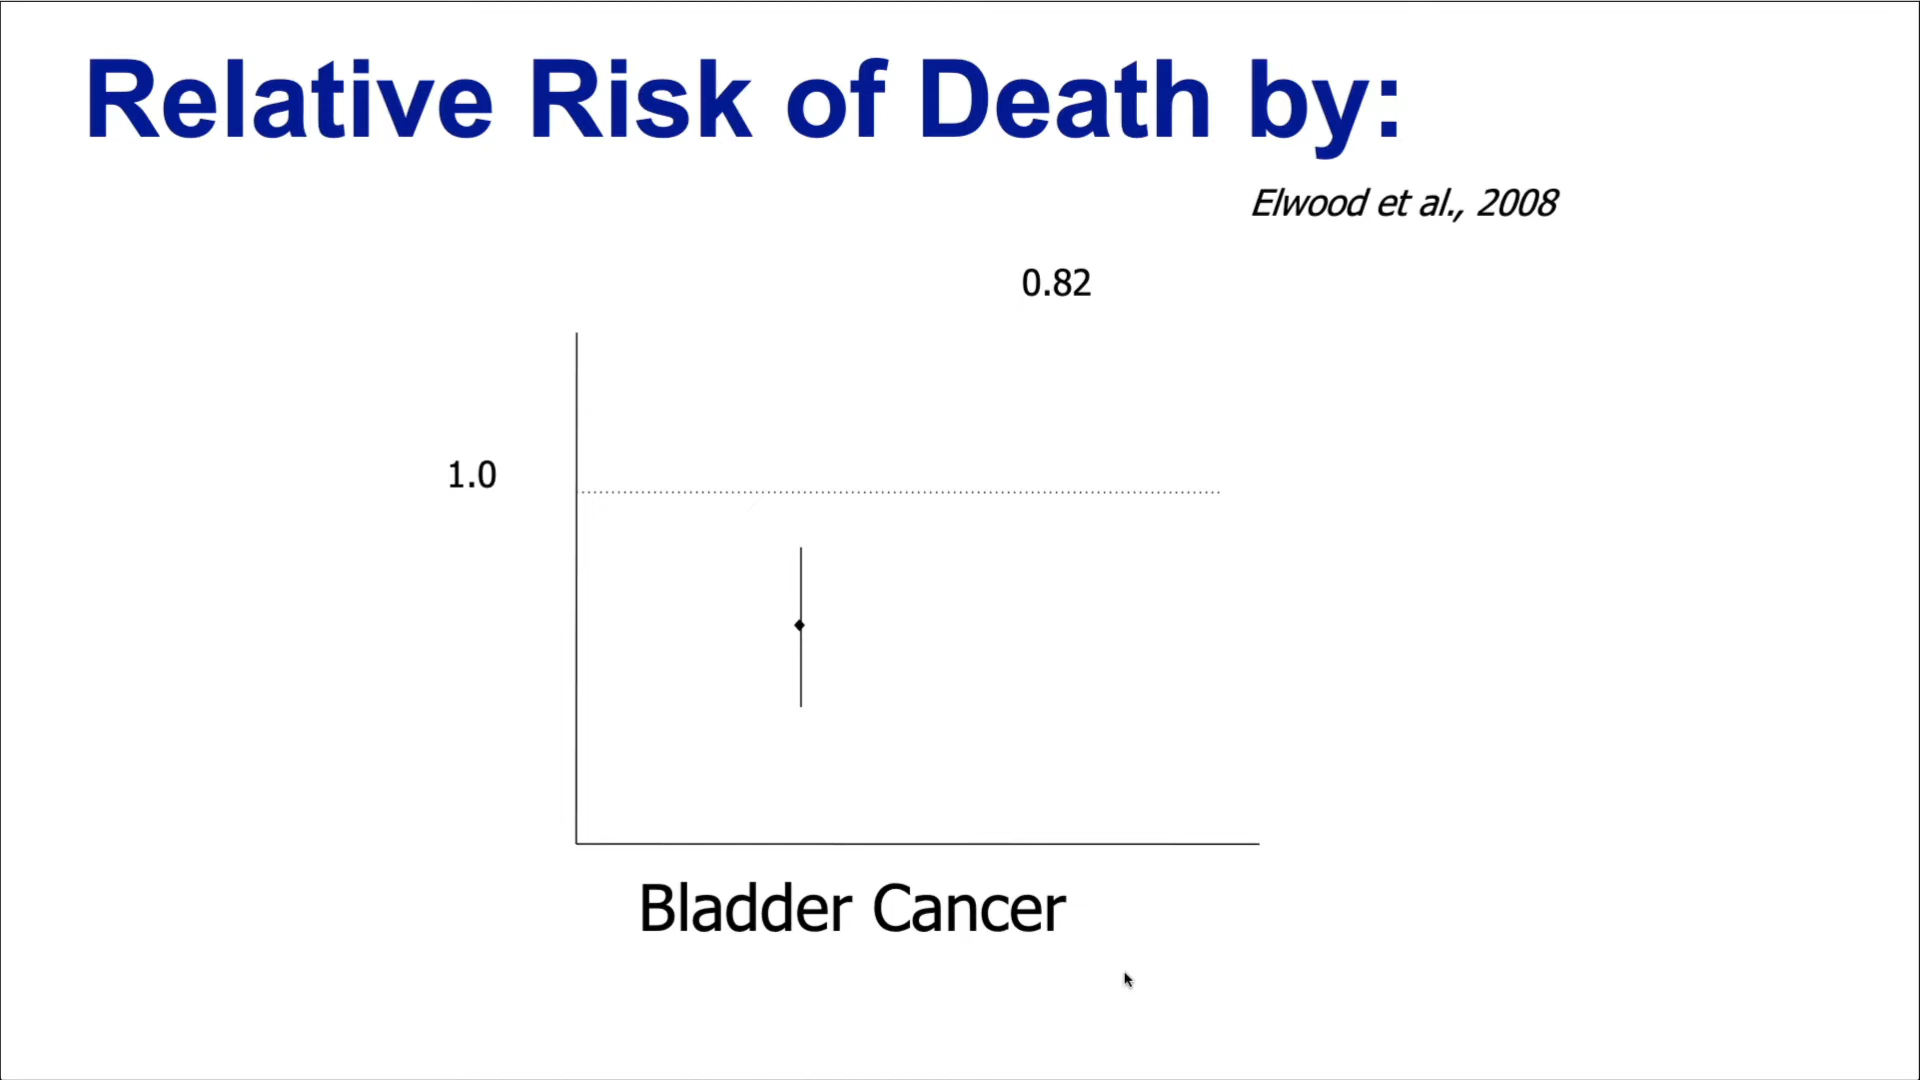 Relative Risk of Death by:
Elwood et al., 2008
0.82
1.0
Bladder Cancer